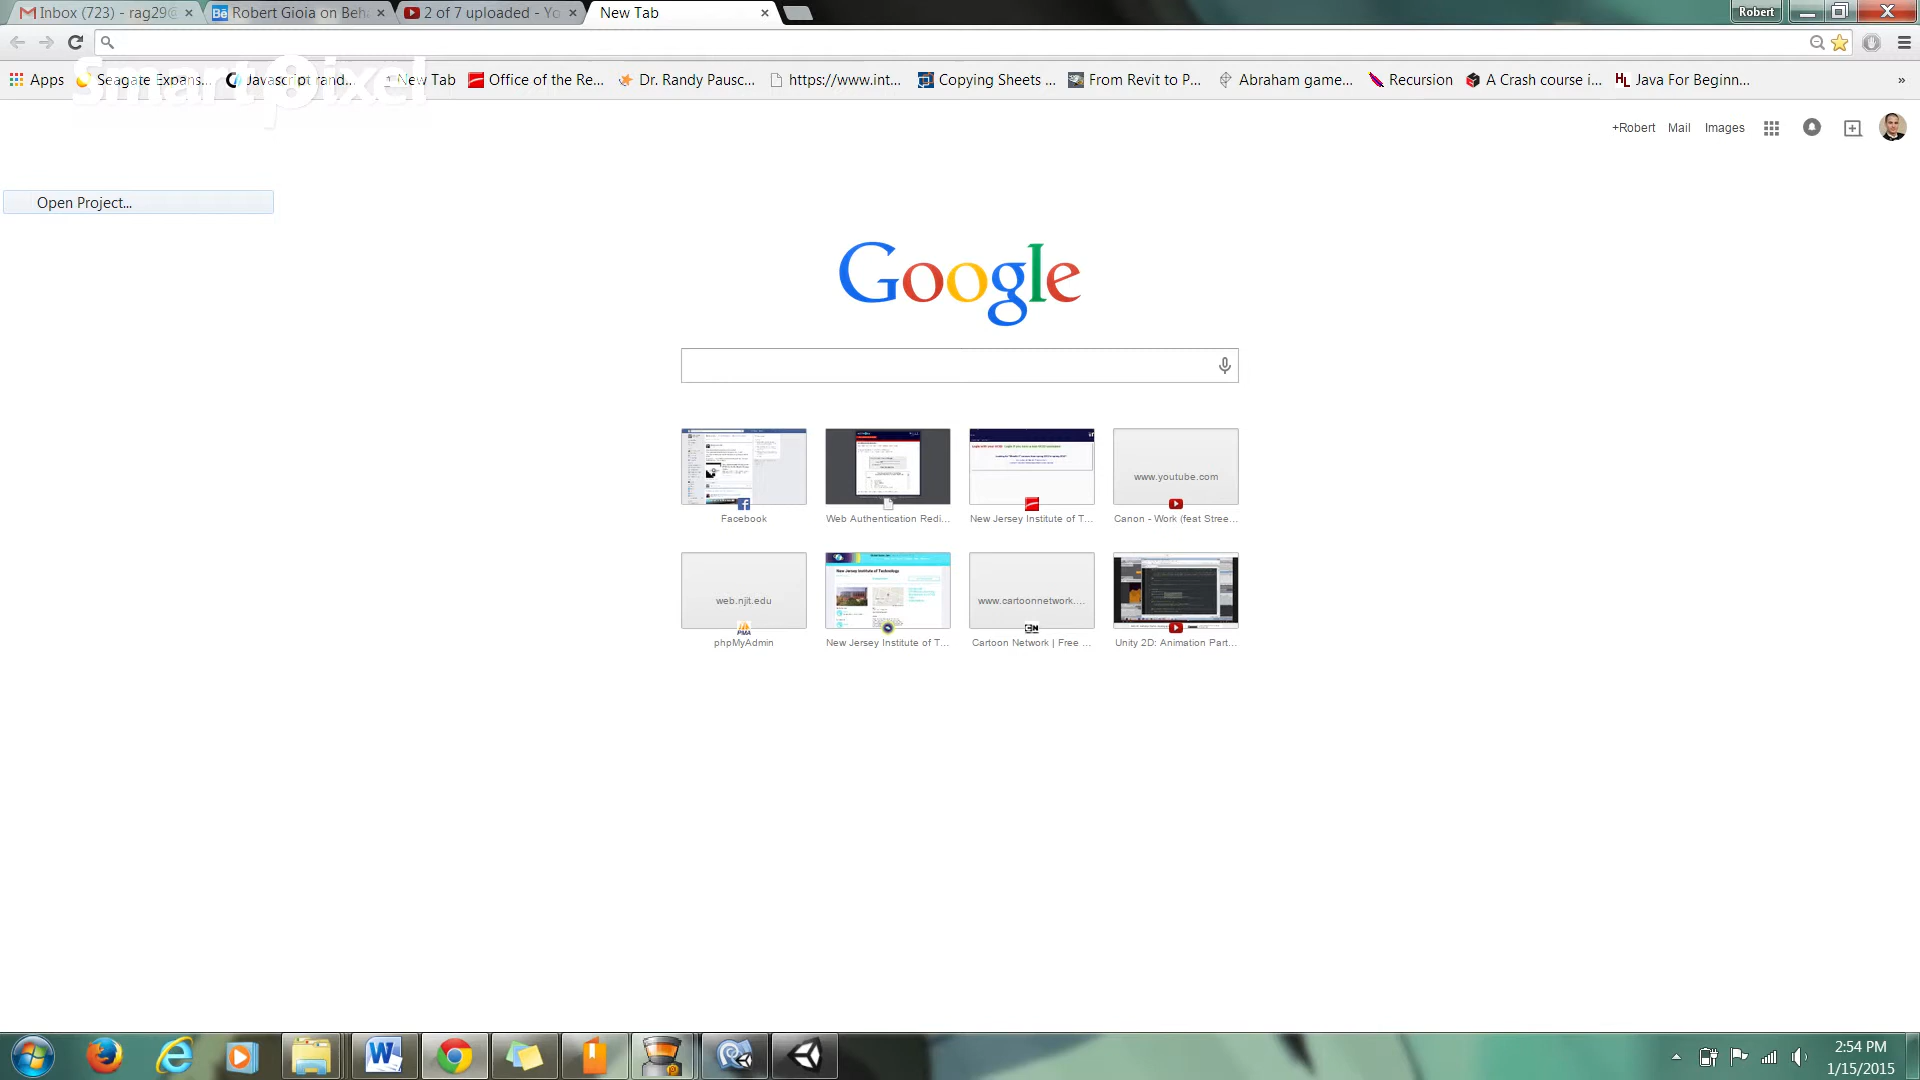 Inbox (723) - rag29@
Robert Gioia on Beha
2 of 7 uploaded - Yo
New Tab
Robert
Apps
Seagate Expans...
Javascript rand...
New Tab
Office of the Re...
Dr. Randy Pausc...
https://www.int...
Copying Sheets ...
From Revit to P...
Abraham game...
Recursion
A Crash course i...
Java For Beginn...
»
Smartpixel
+Robert
Mail
Images
Open Project...
Google
www.youtube.com
Facebook
Web Authentication Redi...
New Jersey Institute of T...
Canon - Work (feat Stree...
web.njit.edu
www.cartoonnetwork....
phpMyAdmin
New Jersey Institute of T...
Cartoon Network | Free ...
Unity 2D: Animation Part...
2:54 PM
1/15/2015